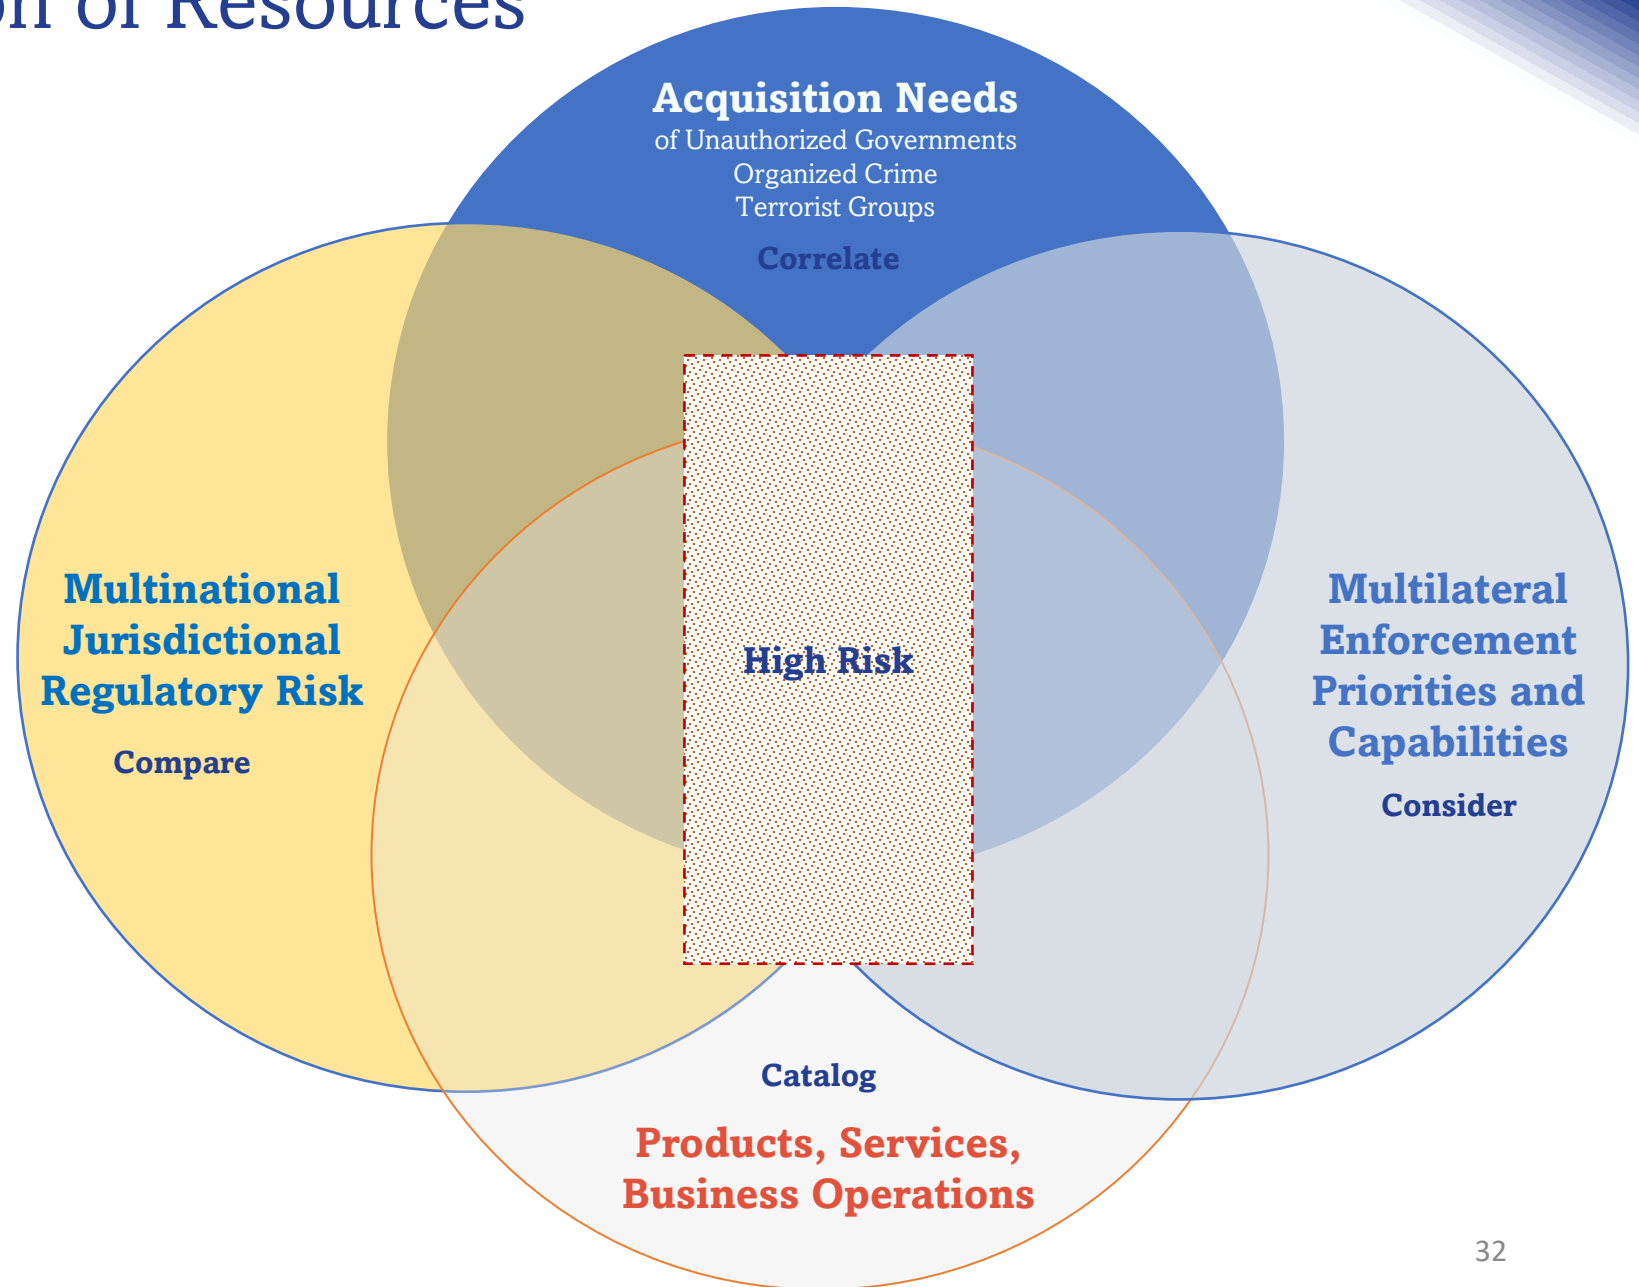 of Resources
Acquisition Needs
of Unauthorized Governments
Organized Crime
Terrorist Groups
Correlate
Multinational
Jurisdictional
Regulatory Risk
Compare
High Risk
Multilateral
Enforcement
Priorities and
Capabilities
Consider
Catalog
Products, Services,
Business Operations
32